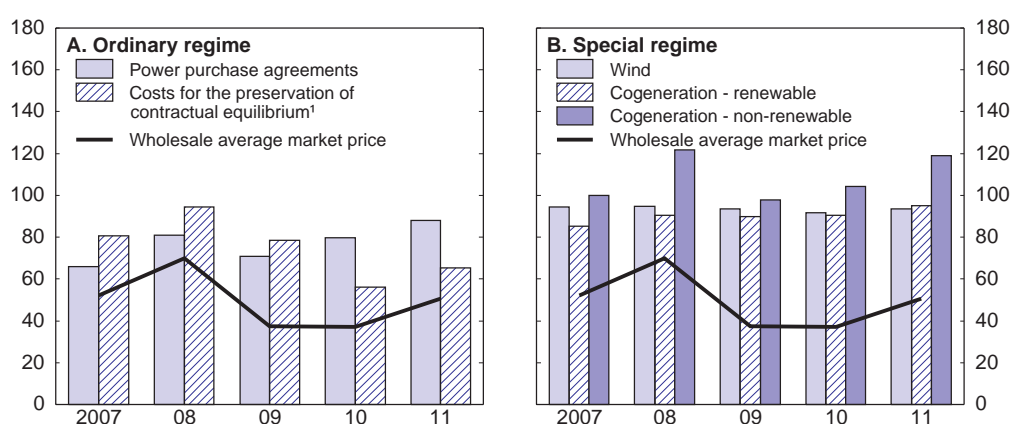 A. Ordinary regime
Power purchase agreements
Costs for the preservation of
contractual equilibrium¹
Wholesale average market price
180
160
140
120
100
80
60
40
20
0
2007 08 09 10 11
B. Special regime
Wind
Cogeneration - renewable
Cogeneration - non-renewable
Wholesale average market price
180
160
140
120
100
80
60
40
20
0
2007 08 09 10 11